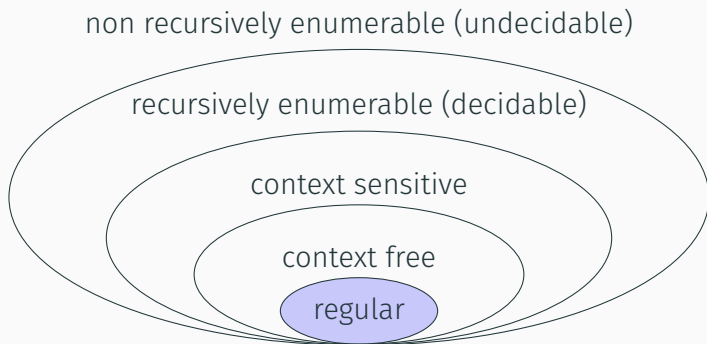 non recursively enumerable (undecidable)
recursively enumerable (decidable)
context sensitive
context free
regular